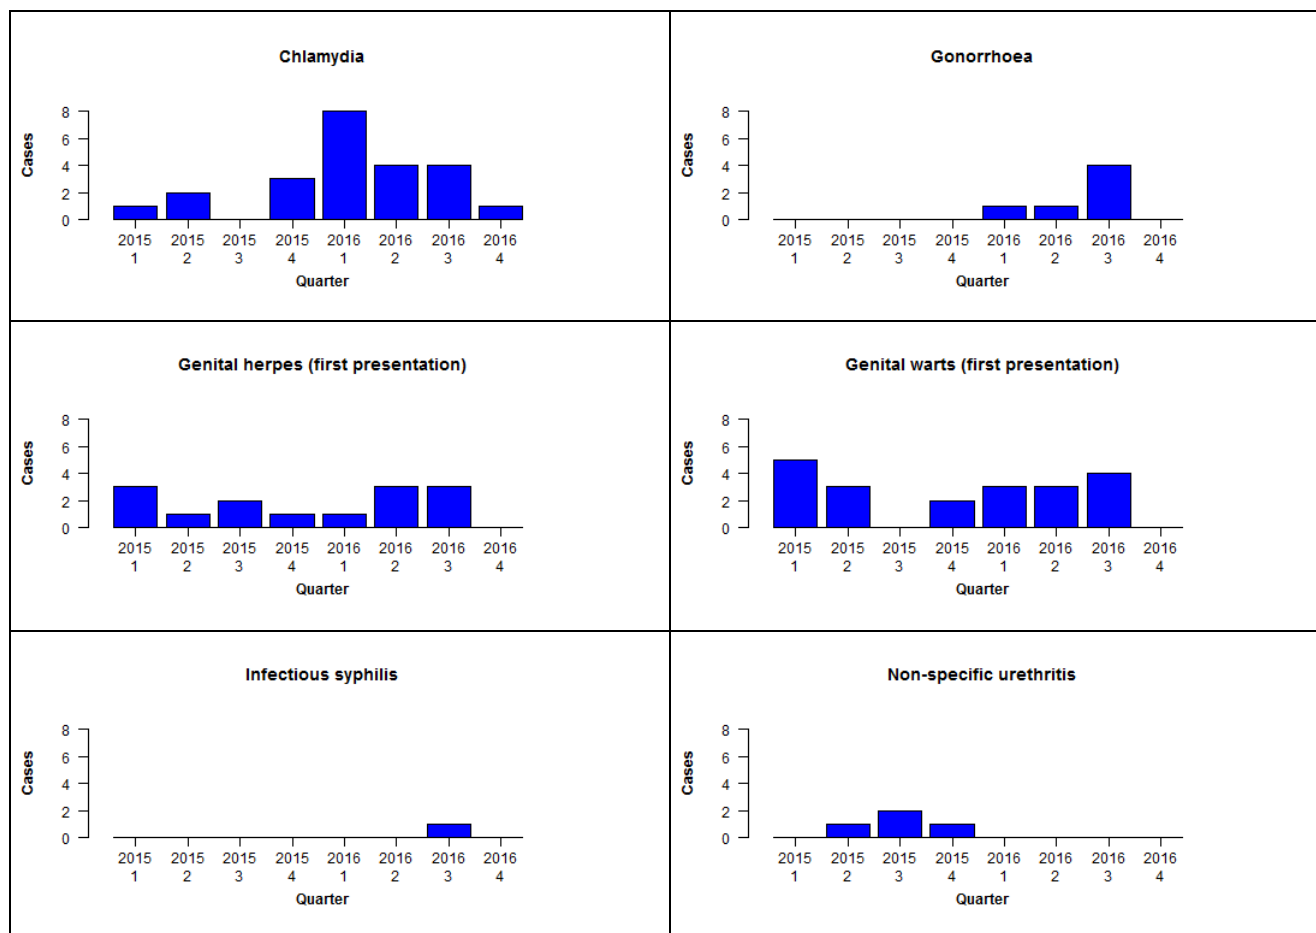 Chlamydia
Cases
8
6
4
2
0
2015 2015 2015 2015 2016 2016 2016 2016
1 2 3 4 1 2 3 4
Quarter
Gonorrhoea
Cases
8
6
4
2
0
2015 2015 2015 2015 2016 2016 2016 2016
1 2 3 4 1 2 3 4
Quarter
Genital herpes (first presentation)
Cases
8
6
4
2
0
2015 2015 2015 2015 2016 2016 2016 2016
1 2 3 4 1 2 3 4
Quarter
Genital warts (first presentation)
Cases
8
6
4
2
0
2015 2015 2015 2015 2016 2016 2016 2016
1 2 3 4 1 2 3 4
Quarter
Infectious syphilis
Cases
8
6
4
2
0
2015 2015 2015 2015 2016 2016 2016 2016
1 2 3 4 1 2 3 4
Quarter
Non-specific urethritis
Cases
8
6
4
2
0
2015 2015 2015 2015 2016 2016 2016 2016
1 2 3 4 1 2 3 4
Quarter